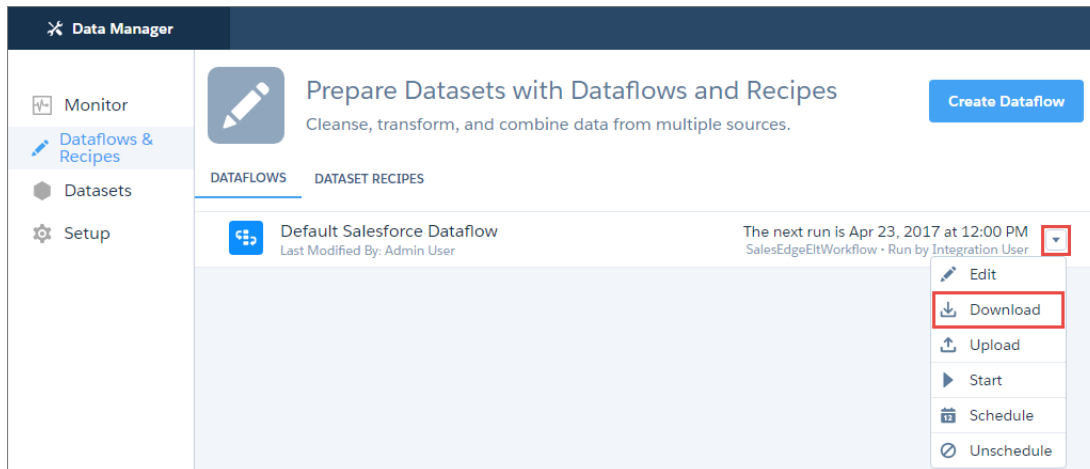 Data Manager
Monitor
Dataflows &
Recipes
Datasets
Setup
Prepare Datasets with Dataflows and Recipes
Cleanse, transform, and combine data from multiple sources.
Create Dataflow
DATAFLOWS
DATASET RECIPES
Default Salesforce Dataflow
Last Modified By: Admin User
The next run is Apr 23, 2017 at 12:00 PM
SalesEdgeEltWorkflow • Run by Integration User
Edit
Download
Upload
Start
12
Schedule
Unschedule